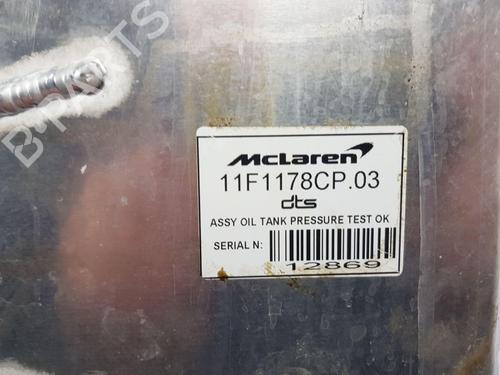 B-PARTS
McLaren
11F1178CP.03
dts
ASSY OIL TANK PRESSURE TEST OK
SERIAL N:
12869